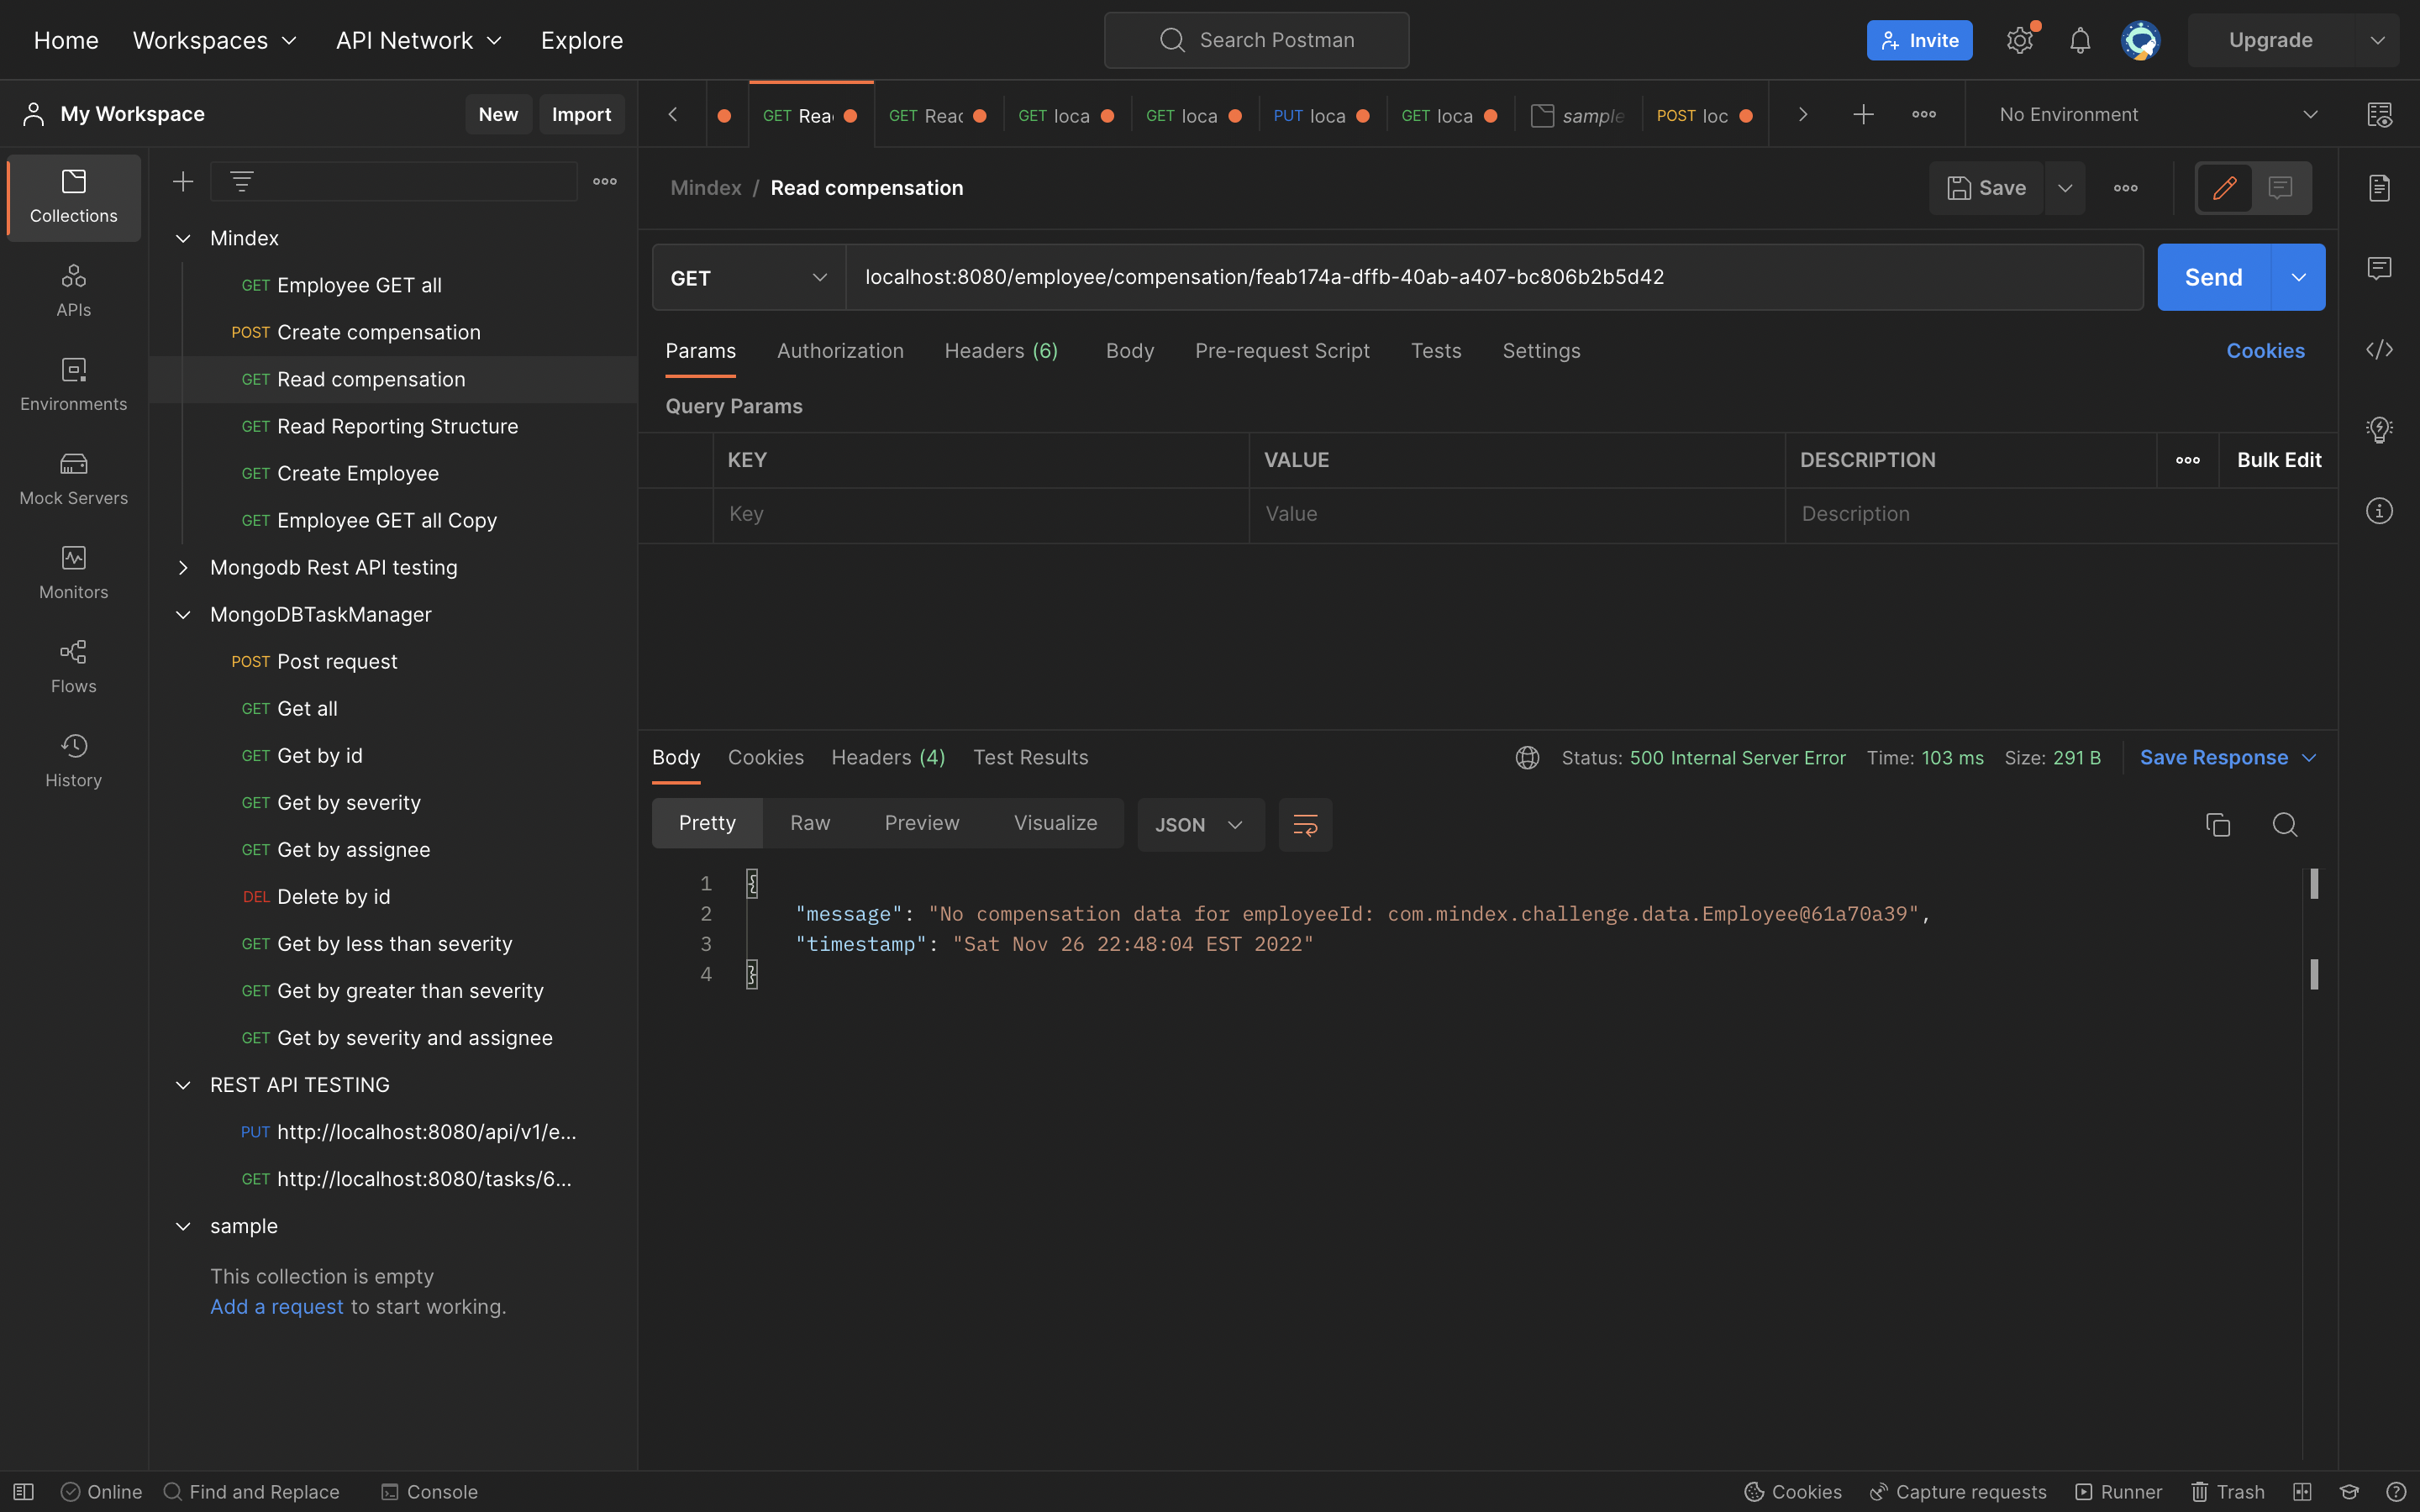 Home Workspaces API Network Explore Search Postman Invite Upgrade
My Workspace New Import
GET Rea GET Read GET loca GET loca PUT loca GET loca sample POST loc No Environment
Collections
APIs
Environments
Mock Servers
Monitors
Flows
History
Mindex
GET Employee GET all
POST Create compensation
GET Read compensation
GET Read Reporting Structure
GET Create Employee
GET Employee GET all Copy
Mongodb Rest API testing
MongoDBTaskManager
POST Post request
GET Get all
GET Get by id
GET Get by severity
GET Get by assignee
DEL Delete by id
GET Get by less than severity
GET Get by greater than severity
GET Get by severity and assignee
REST API TESTING
PUT http://localhost:8080/api/v1/e...
GET http://localhost:8080/tasks/6...
sample
This collection is empty
Add a request to start working.
Mindex / Read compensation Save
GET localhost:8080/employee/compensation/feab174a-dffb-40ab-a407-bc806b2b5d42 Send
Params Authorization Headers (6) Body Pre-request Script Tests Settings Cookies
Query Params
KEY VALUE DESCRIPTION Bulk Edit
Key Value Description
Body Cookies Headers (4) Test Results Status: 500 Internal Server Error Time: 103 ms Size: 291 B Save Response
Pretty Raw Preview Visualize JSON
1 {
2 "message": "No compensation data for employeeId: com.mindex.challenge.data.Employee@61a70a39",
3 "timestamp": "Sat Nov 26 22:48:04 EST 2022"
4 }
Online Find and Replace Console Cookies Capture requests Runner Trash